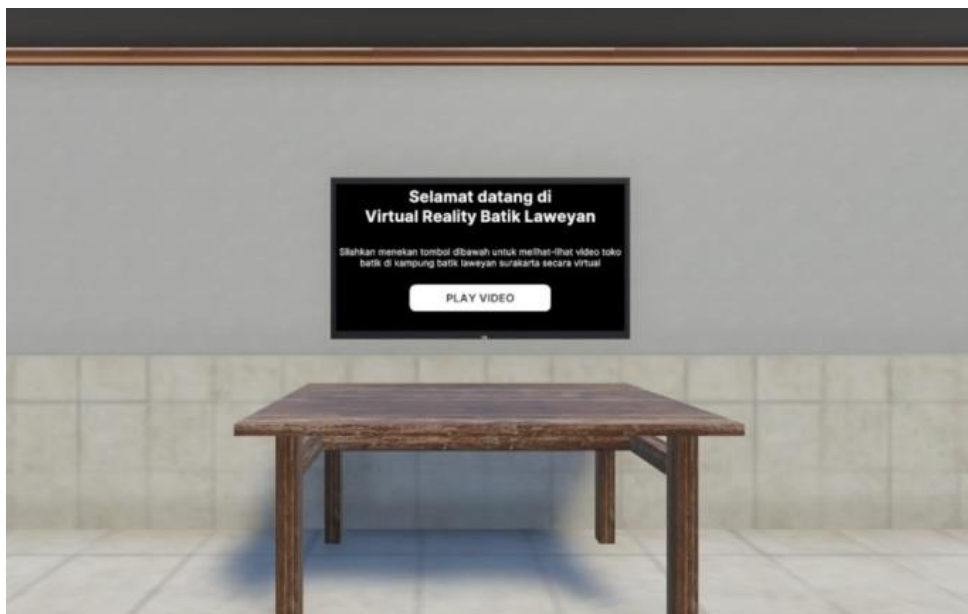 Selamat datang di
Virtual Reality Batik Laweyan
Silahkan menekan tombol dibawah untuk melihat-lihat video toko
batik di kampung batik laweyan surakarta secara virtual
PLAY VIDEO